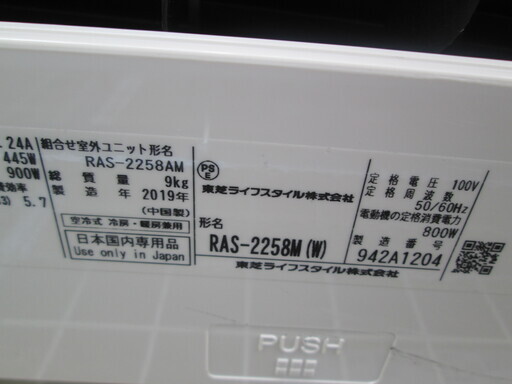 .24A
445W
900W
費効率
3) 5.7
組合せ室外ユニット形名
RAS-2258AM
総質量 9kg
製造年 2019年
(中国製)
空冷式 冷房・暖房兼用
日本国内専用品
Use only in Japan
PS
E
東芝ライフスタイル株式会社
形名
RAS-2258M(W)
定格電圧 100V
定格周波数
50/60Hz
電動機の定格消費電力
800W
製造番号
942A1204
東芝ライフスタイル株式会社
PUSH